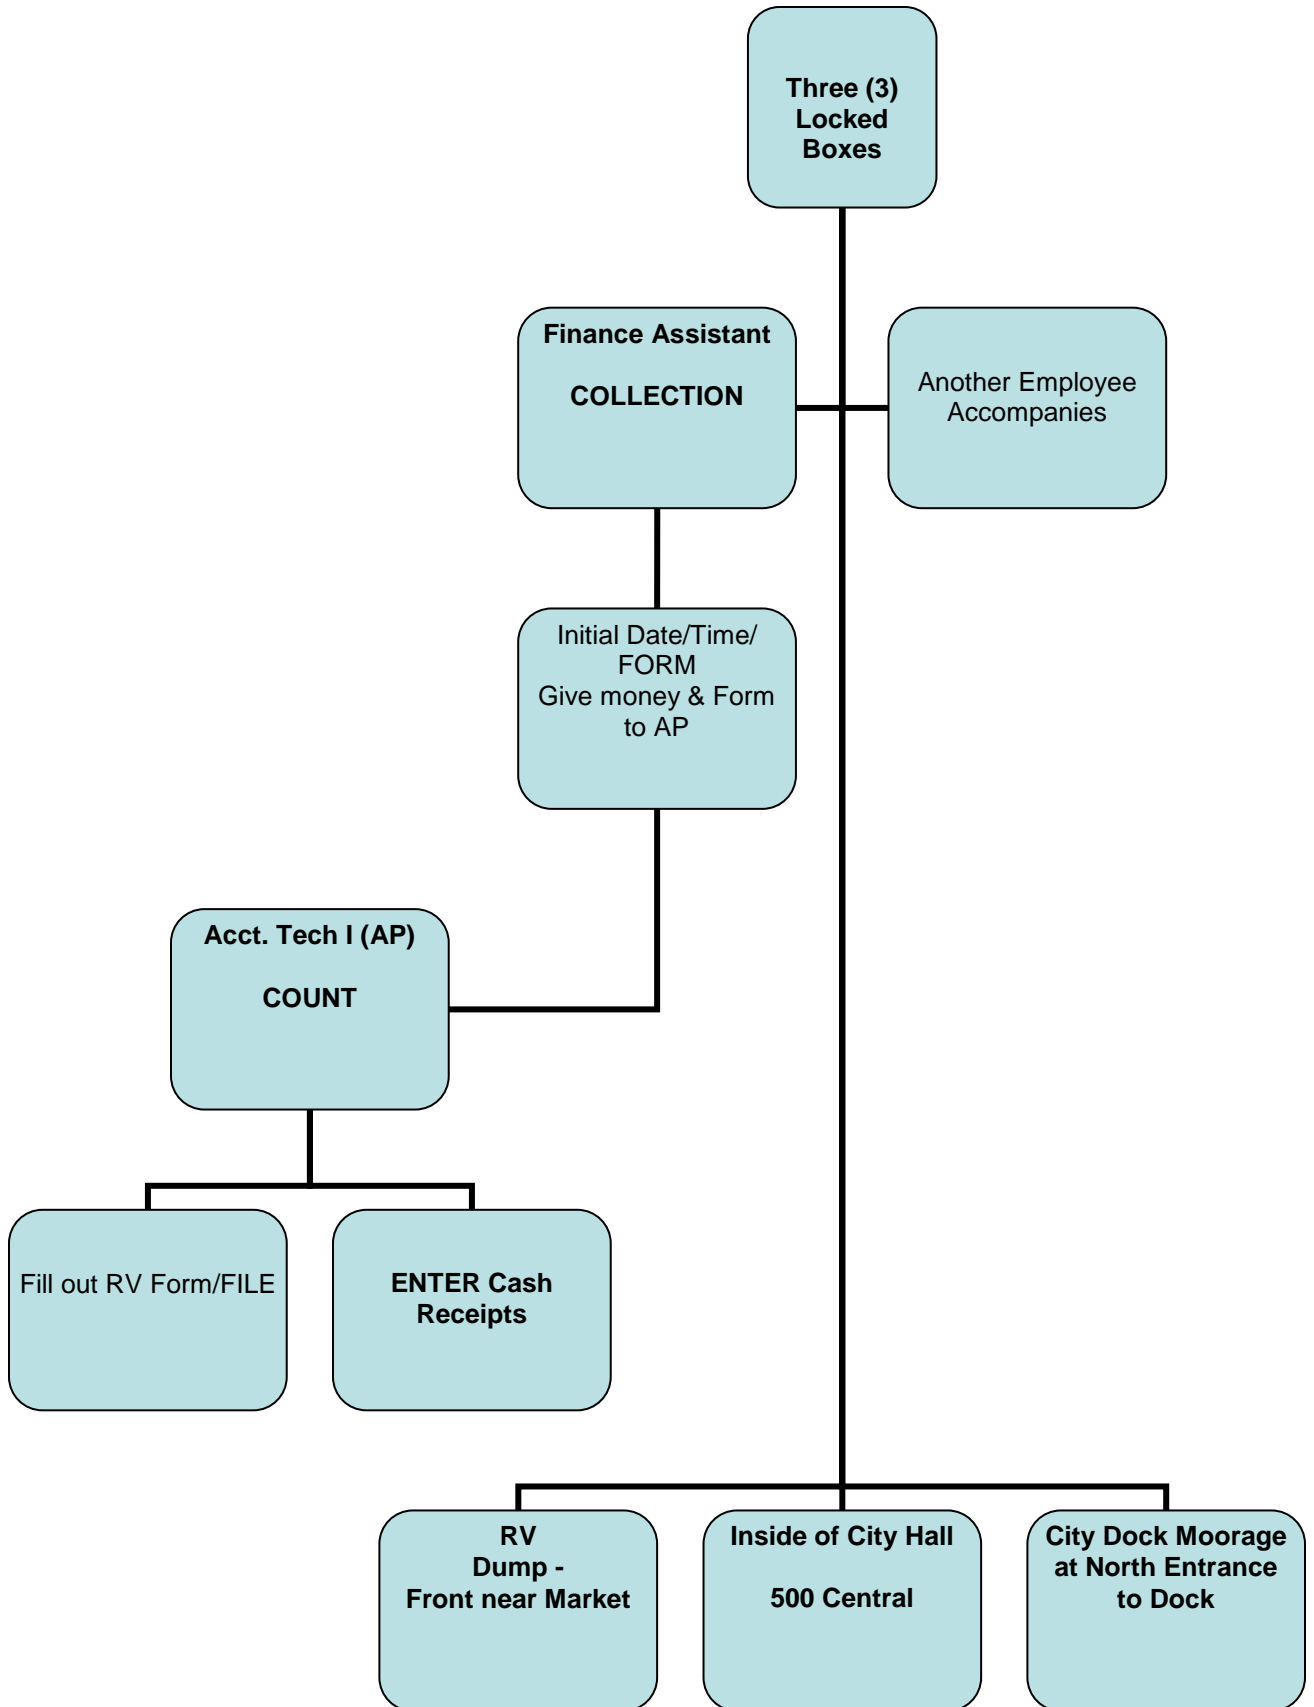 Three (3)
Locked
Boxes
Finance Assistant
COLLECTION
Another Employee
Accompanies
Initial Date/Time/
FORM
Give money & Form
to AP
Acct. Tech I (AP)
COUNT
Fill out RV Form/FILE
ENTER Cash
Receipts
RV
Dump -
Front near Market
Inside of City Hall
500 Central
City Dock Moorage
at North Entrance
to Dock